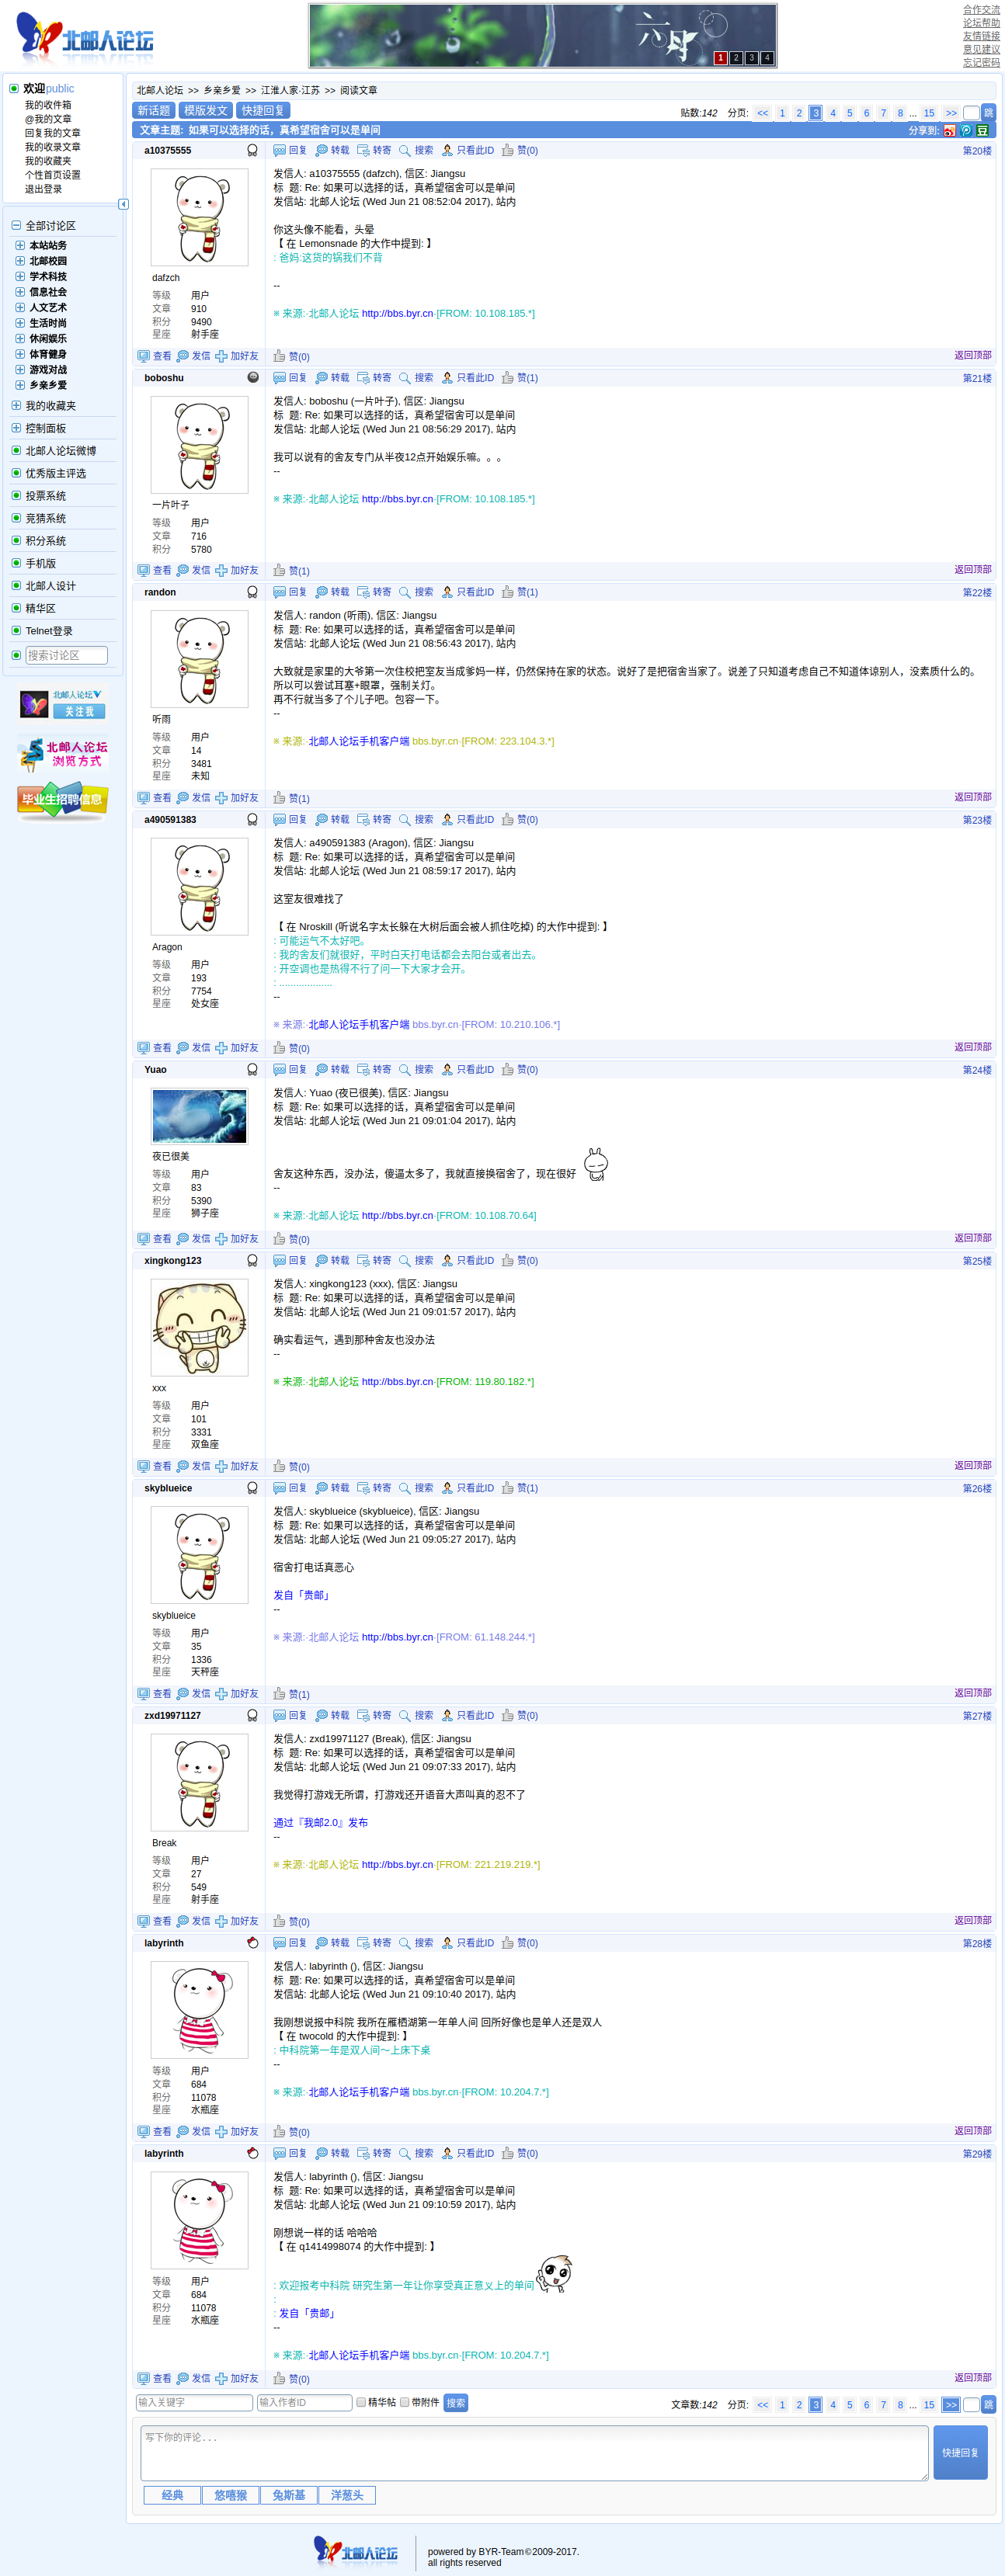 北邮人论坛
六月
1 2 3 4
合作交流
论坛帮助
友情链接
意见建议
忘记密码
欢迎public
我的收件箱
@我的文章
回复我的文章
我的收录文章
我的收藏夹
个性首页设置
退出登录
全部讨论区
本站站务
北邮校园
学术科技
信息社会
人文艺术
生活时尚
休闲娱乐
体育健身
游戏对战
乡亲乡爱
我的收藏夹
控制面板
北邮人论坛微博
优秀版主评选
投票系统
竞猜系统
积分系统
手机版
北邮人设计
精华区
Telnet登录
搜索讨论区
北邮人论坛
关注我
北邮人论坛
浏览方式
毕业生招聘信息
北邮人论坛 >> 乡亲乡爱 >> 江淮人家·江苏 >> 阅读文章
新话题 模版发文 快捷回复
贴数:142 分页: << 1 2 3 4 5 6 7 8 ... 15 >> 跳
文章主题: 如果可以选择的话，真希望宿舍可以是单间
分享到: 豆
a10375555 回复 转载 转寄 搜索 只看此ID 赞(0) 第20楼
dafzch
等级 用户
文章 910
积分 9490
星座 射手座
发信人: a10375555 (dafzch), 信区: Jiangsu
标 题: Re: 如果可以选择的话，真希望宿舍可以是单间
发信站: 北邮人论坛 (Wed Jun 21 08:52:04 2017), 站内
你这头像不能看，头晕
【 在 Lemonsnade 的大作中提到: 】
: 爸妈:这货的锅我们不背
--
※ 来源:·北邮人论坛 http://bbs.byr.cn·[FROM: 10.108.185.*]
查看 发信 加好友 赞(0) 返回顶部
boboshu 回复 转载 转寄 搜索 只看此ID 赞(1) 第21楼
一片叶子
等级 用户
文章 716
积分 5780
发信人: boboshu (一片叶子), 信区: Jiangsu
标 题: Re: 如果可以选择的话，真希望宿舍可以是单间
发信站: 北邮人论坛 (Wed Jun 21 08:56:29 2017), 站内
我可以说有的舍友专门从半夜12点开始娱乐嘛。。。
--
※ 来源:·北邮人论坛 http://bbs.byr.cn·[FROM: 10.108.185.*]
查看 发信 加好友 赞(1) 返回顶部
randon 回复 转载 转寄 搜索 只看此ID 赞(1) 第22楼
听雨
等级 用户
文章 14
积分 3481
星座 未知
发信人: randon (听雨), 信区: Jiangsu
标 题: Re: 如果可以选择的话，真希望宿舍可以是单间
发信站: 北邮人论坛 (Wed Jun 21 08:56:43 2017), 站内
大致就是家里的大爷第一次住校把室友当成爹妈一样，仍然保持在家的状态。说好了是把宿舍当家了。说差了只知道考虑自己不知道体谅别人，没素质什么的。
所以可以尝试耳塞+眼罩，强制关灯。
再不行就当多了个儿子吧。包容一下。
--
※ 来源:·北邮人论坛手机客户端 bbs.byr.cn·[FROM: 223.104.3.*]
查看 发信 加好友 赞(1) 返回顶部
a490591383 回复 转载 转寄 搜索 只看此ID 赞(0) 第23楼
Aragon
等级 用户
文章 193
积分 7754
星座 处女座
发信人: a490591383 (Aragon), 信区: Jiangsu
标 题: Re: 如果可以选择的话，真希望宿舍可以是单间
发信站: 北邮人论坛 (Wed Jun 21 08:59:17 2017), 站内
这室友很难找了
【 在 Nroskill (听说名字太长躲在大树后面会被人抓住吃掉) 的大作中提到: 】
: 可能运气不太好吧。
: 我的舍友们就很好，平时白天打电话都会去阳台或者出去。
: 开空调也是热得不行了问一下大家才会开。
: ...................
--
※ 来源:·北邮人论坛手机客户端 bbs.byr.cn·[FROM: 10.210.106.*]
查看 发信 加好友 赞(0) 返回顶部
Yuao 回复 转载 转寄 搜索 只看此ID 赞(0) 第24楼
夜已很美
等级 用户
文章 83
积分 5390
星座 狮子座
发信人: Yuao (夜已很美), 信区: Jiangsu
标 题: Re: 如果可以选择的话，真希望宿舍可以是单间
发信站: 北邮人论坛 (Wed Jun 21 09:01:04 2017), 站内
舍友这种东西，没办法，傻逼太多了，我就直接换宿舍了，现在很好
--
※ 来源:·北邮人论坛 http://bbs.byr.cn·[FROM: 10.108.70.64]
查看 发信 加好友 赞(0) 返回顶部
xingkong123 回复 转载 转寄 搜索 只看此ID 赞(0) 第25楼
xxx
等级 用户
文章 101
积分 3331
星座 双鱼座
发信人: xingkong123 (xxx), 信区: Jiangsu
标 题: Re: 如果可以选择的话，真希望宿舍可以是单间
发信站: 北邮人论坛 (Wed Jun 21 09:01:57 2017), 站内
确实看运气，遇到那种舍友也没办法
--
※ 来源:·北邮人论坛 http://bbs.byr.cn·[FROM: 119.80.182.*]
查看 发信 加好友 赞(0) 返回顶部
skyblueice 回复 转载 转寄 搜索 只看此ID 赞(1) 第26楼
skyblueice
等级 用户
文章 35
积分 1336
星座 天秤座
发信人: skyblueice (skyblueice), 信区: Jiangsu
标 题: Re: 如果可以选择的话，真希望宿舍可以是单间
发信站: 北邮人论坛 (Wed Jun 21 09:05:27 2017), 站内
宿舍打电话真恶心
发自「贵邮」
--
※ 来源:·北邮人论坛 http://bbs.byr.cn·[FROM: 61.148.244.*]
查看 发信 加好友 赞(1) 返回顶部
zxd19971127 回复 转载 转寄 搜索 只看此ID 赞(0) 第27楼
Break
等级 用户
文章 27
积分 549
星座 射手座
发信人: zxd19971127 (Break), 信区: Jiangsu
标 题: Re: 如果可以选择的话，真希望宿舍可以是单间
发信站: 北邮人论坛 (Wed Jun 21 09:07:33 2017), 站内
我觉得打游戏无所谓，打游戏还开语音大声叫真的忍不了
通过『我邮2.0』发布
--
※ 来源:·北邮人论坛 http://bbs.byr.cn·[FROM: 221.219.219.*]
查看 发信 加好友 赞(0) 返回顶部
labyrinth 回复 转载 转寄 搜索 只看此ID 赞(0) 第28楼
等级 用户
文章 684
积分 11078
星座 水瓶座
发信人: labyrinth (), 信区: Jiangsu
标 题: Re: 如果可以选择的话，真希望宿舍可以是单间
发信站: 北邮人论坛 (Wed Jun 21 09:10:40 2017), 站内
我刚想说报中科院 我所在雁栖湖第一年单人间 回所好像也是单人还是双人
【 在 twocold 的大作中提到: 】
: 中科院第一年是双人间～上床下桌
--
※ 来源:·北邮人论坛手机客户端 bbs.byr.cn·[FROM: 10.204.7.*]
查看 发信 加好友 赞(0) 返回顶部
labyrinth 回复 转载 转寄 搜索 只看此ID 赞(0) 第29楼
等级 用户
文章 684
积分 11078
星座 水瓶座
发信人: labyrinth (), 信区: Jiangsu
标 题: Re: 如果可以选择的话，真希望宿舍可以是单间
发信站: 北邮人论坛 (Wed Jun 21 09:10:59 2017), 站内
刚想说一样的话 哈哈哈
【 在 q1414998074 的大作中提到: 】
: 欢迎报考中科院 研究生第一年让你享受真正意义上的单间
:
: 发自「贵邮」
--
※ 来源:·北邮人论坛手机客户端 bbs.byr.cn·[FROM: 10.204.7.*]
查看 发信 加好友 赞(0) 返回顶部
输入关键字 输入作者ID 精华帖 带附件 搜索
文章数:142 分页: << 1 2 3 4 5 6 7 8 ... 15 >> 跳
写下你的评论...
快捷回复
经典 悠嘻猴 兔斯基 洋葱头
北邮人论坛
powered by BYR-Team©2009-2017.
all rights reserved